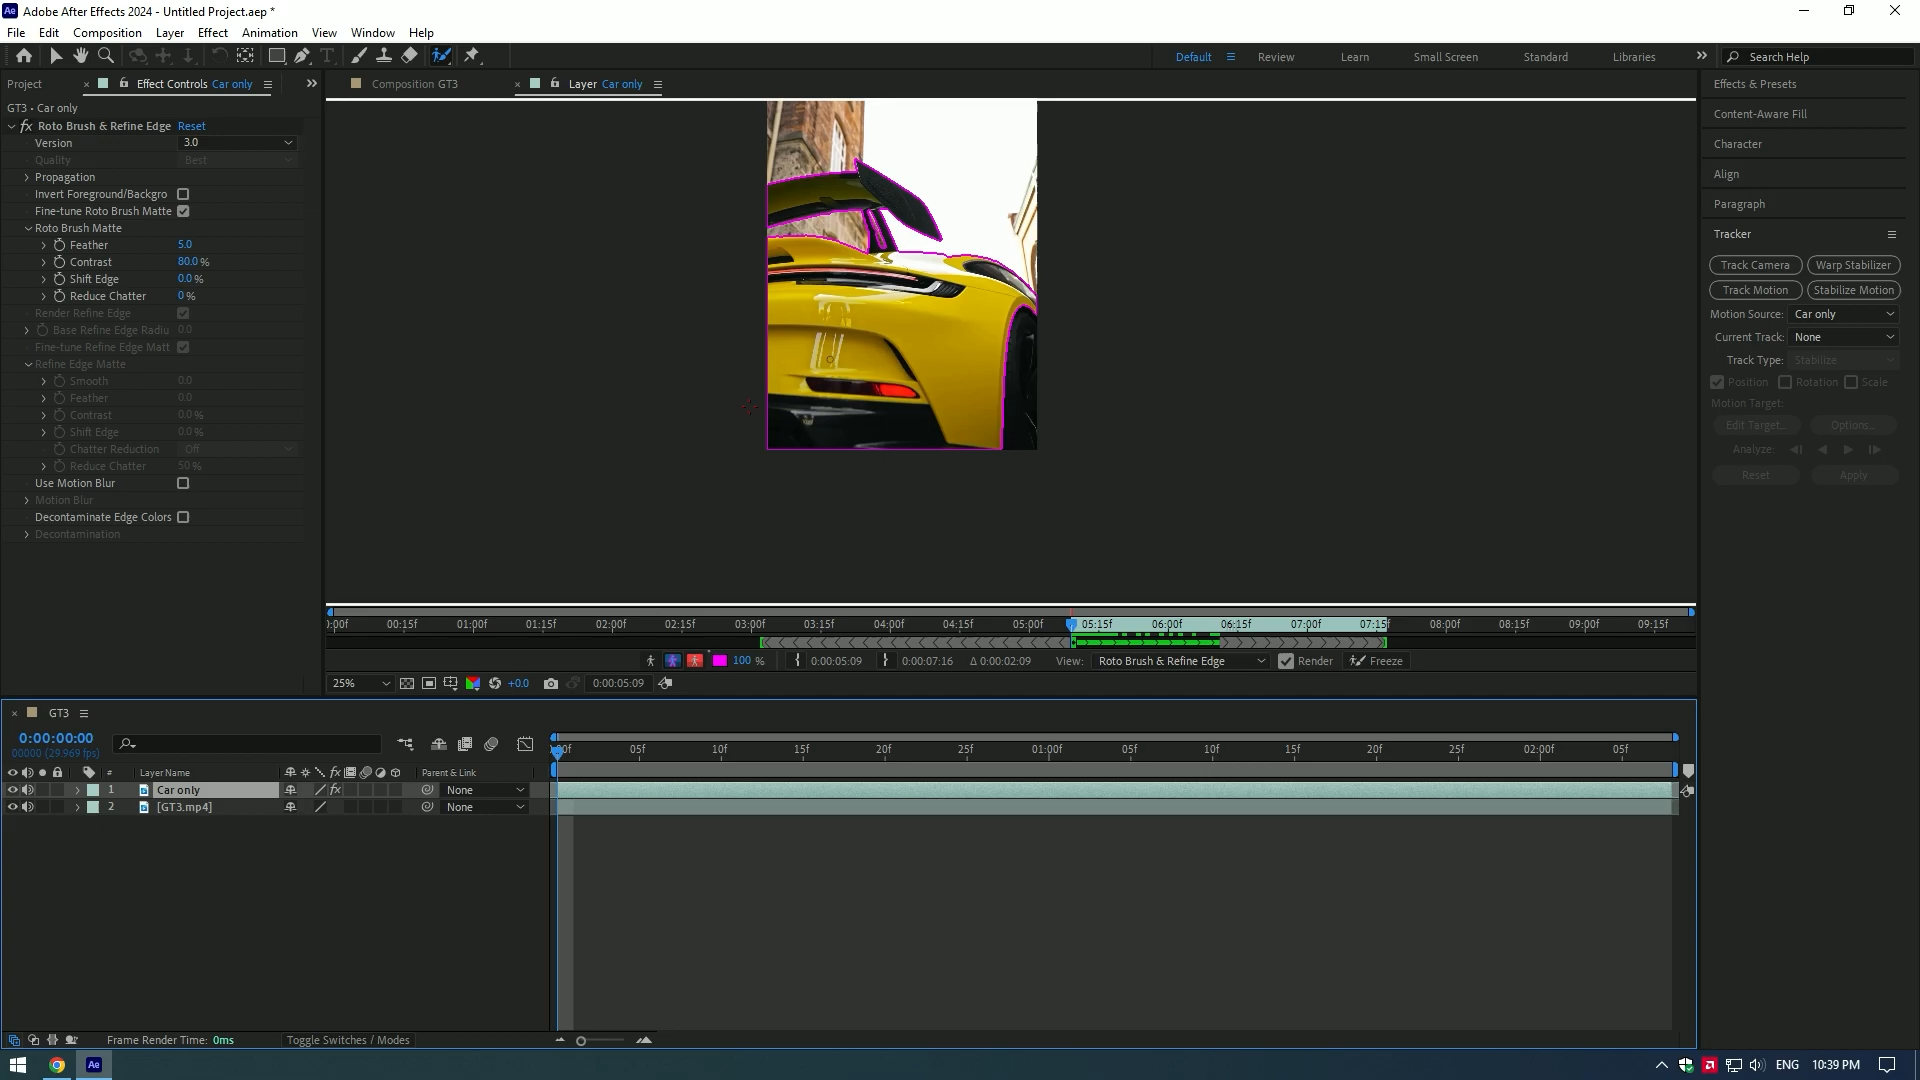 Adobe After Effects 2024 - Untitled Project.aep *
File Edit Composition Layer Effect Animation View Window Help
Default Review Learn Small Screen Standard Libraries Search Help
Project Effect Controls Car only
GT3 • Car only
fx Roto Brush & Refine Edge Reset
Version 3.0
Quality Best
Propagation
Invert Foreground/Backgro
Fine-tune Roto Brush Matte
Roto Brush Matte
Feather 5.0
Contrast 80.0 %
Shift Edge 0.0 %
Reduce Chatter 0 %
Render Refine Edge
Base Refine Edge Radiu 0.0
Fine-tune Refine Edge Matt
Refine Edge Matte
Smooth 0.0
Feather 0.0
Contrast 0.0 %
Shift Edge 0.0 %
Chatter Reduction Off
Reduce Chatter 50 %
Use Motion Blur
Motion Blur
Decontaminate Edge Colors
Decontamination
Composition GT3 Layer Car only
):00f 00:15f 01:00f 01:15f 02:00f 02:15f 03:00f 03:15f 04:00f 04:15f 05:00f 05:15f 06:00f 06:15f 07:00f 07:15f 08:00f 08:15f 09:00f 09:15f
100 % 0:00:05:09 0:00:07:16 Δ 0:00:02:09 View: Roto Brush & Refine Edge Render Freeze
25% +0.0 0:00:05:09
Effects & Presets
Content-Aware Fill
Character
Align
Paragraph
Tracker
Track Camera Warp Stabilizer
Track Motion Stabilize Motion
Motion Source: Car only
Current Track: None
Track Type: Stabilize
Position Rotation Scale
Motion Target:
Edit Target... Options...
Analyze:
Reset Apply
GT3
0:00:00:00
00000 (29.969 fps)
:00f 05f 10f 15f 20f 25f 01:00f 05f 10f 15f 20f 25f 02:00f 05f
# Layer Name fx Parent & Link
1 Car only fx None
2 [GT3.mp4] None
Frame Render Time: 0ms Toggle Switches / Modes
Ae ENG 10:39 PM